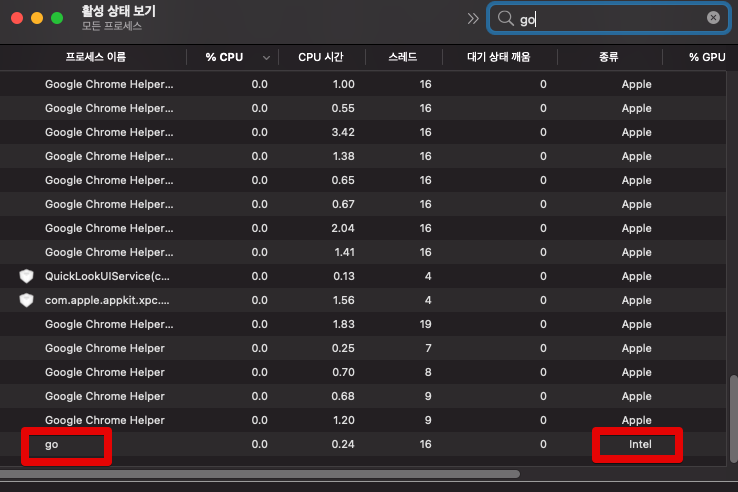 활성 상태 보기
모든 프로세스
go
프로세스 이름 % CPU CPU 시간 스레드 대기 상태 깨움 종류 % GPU
Google Chrome Helper... 0.0 1.00 16 0 Apple
Google Chrome Helper... 0.0 0.55 16 0 Apple
Google Chrome Helper... 0.0 3.42 16 0 Apple
Google Chrome Helper... 0.0 1.38 16 0 Apple
Google Chrome Helper... 0.0 0.65 16 0 Apple
Google Chrome Helper... 0.0 0.67 16 0 Apple
Google Chrome Helper... 0.0 2.04 16 0 Apple
Google Chrome Helper... 0.0 1.41 16 0 Apple
QuickLookUIService(c... 0.0 0.13 4 0 Apple
com.apple.appkit.xpc.... 0.0 1.56 4 0 Apple
Google Chrome Helper... 0.0 1.83 19 0 Apple
Google Chrome Helper 0.0 0.25 7 0 Apple
Google Chrome Helper 0.0 0.70 8 0 Apple
Google Chrome Helper 0.0 0.68 9 0 Apple
Google Chrome Helper 0.0 1.20 9 0 Apple
go 0.0 0.24 16 0 Intel